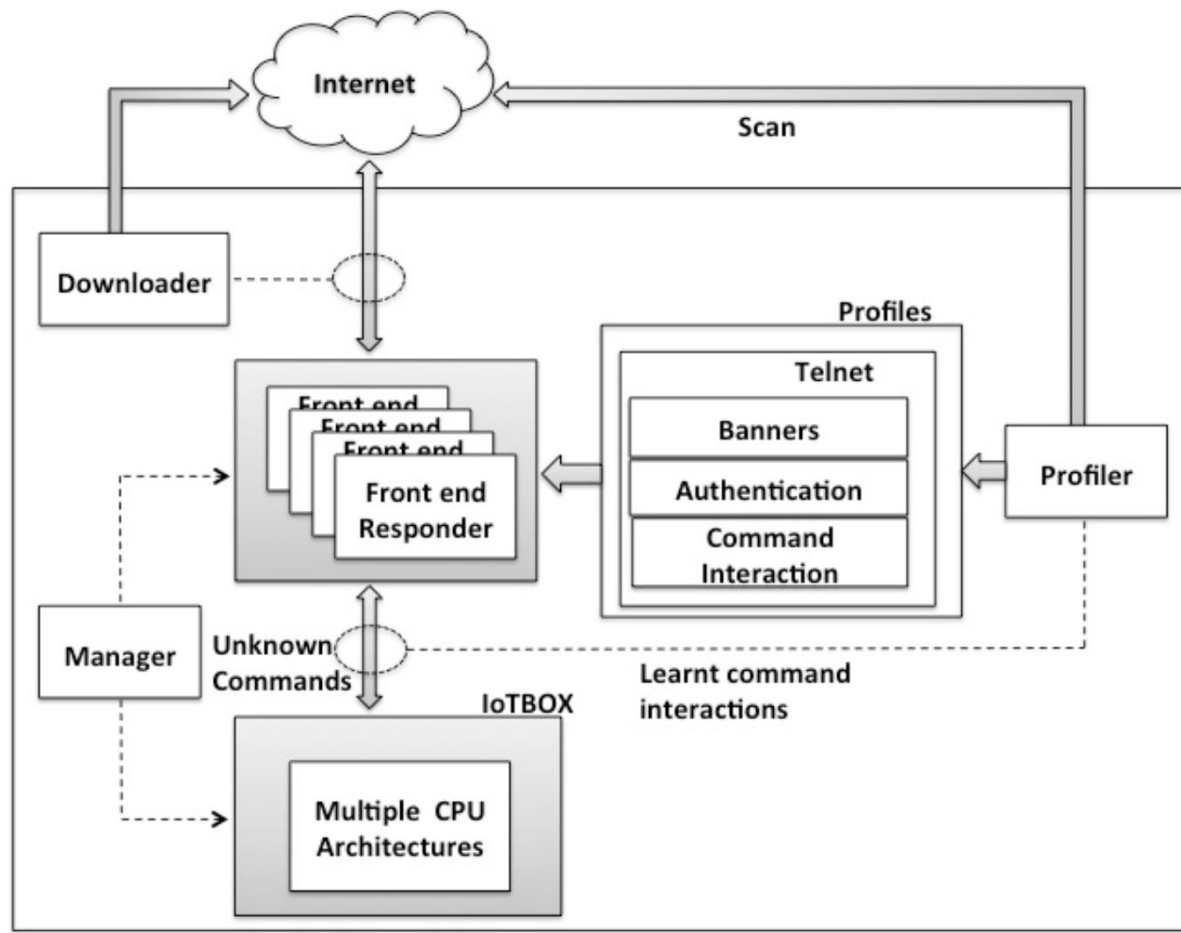 Internet
Scan
Downloader
Profiles
Telnet
Front end
Front end
Front end
Front end
Responder
Banners
Authentication
Command
Interaction
Profiler
Manager
Unknown
Commands
Learnt command
interactions
IoTBOX
Multiple CPU
Architectures